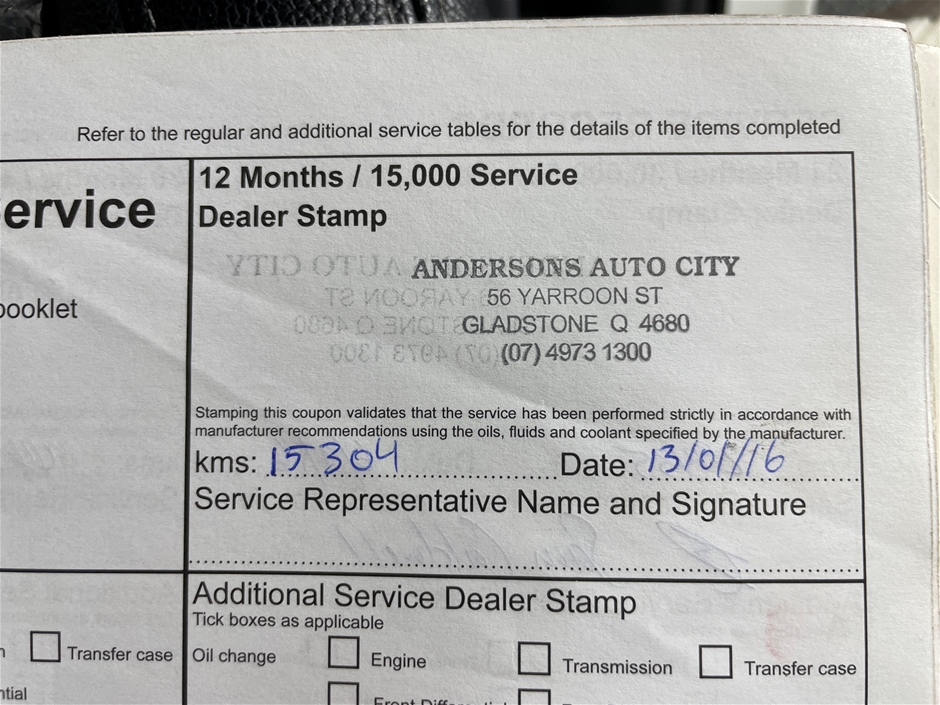 Refer to the regular and additional service tables for the details of the items completed
ervice
booklet
12 Months / 15,000 Service
Dealer Stamp
ANDERSONS AUTO CITY
56 YARROON ST
GLADSTONE Q 4680
(07) 4973 1300
Stamping this coupon validates that the service has been performed strictly in accordance with
manufacturer recommendations using the oils, fluids and coolant specified by the manufacturer.
kms: 15304 Date: 13/01/16
Service Representative Name and Signature
Additional Service Dealer Stamp
Tick boxes as applicable
Transfer case
Oil change Engine Transmission Transfer case
ntial